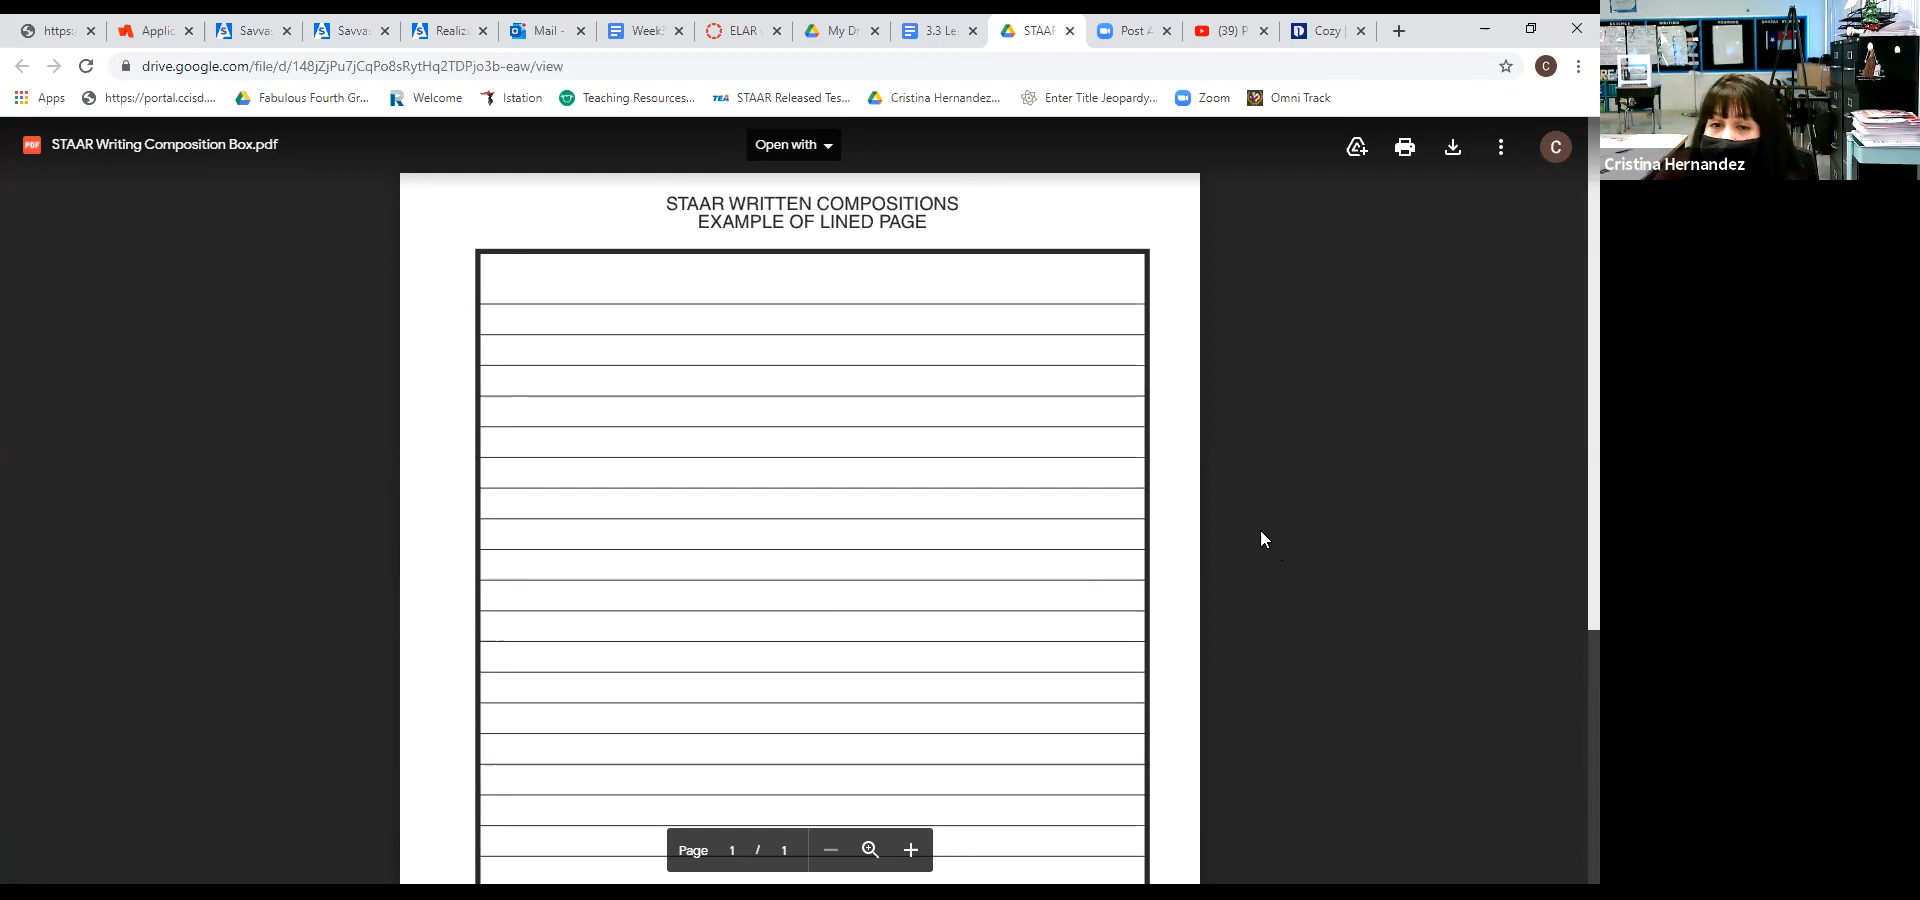 https: Applic Savva: Savva: Realiz Mail - Week: ELAR My Dr 3.3 Le STAAR Post A (39) P Cozy |
drive.google.com/file/d/148jZjPu7jCqPo8sRytHq2TDPjo3b-eaw/view C
Apps https://portal.ccisd.... Fabulous Fourth Gr... Welcome Istation Teaching Resources... TEA STAAR Released Tes... Cristina Hernandez... Enter Title Jeopardy... Zoom Omni Track
PDF STAAR Writing Composition Box.pdf Open with C
Cristina Hernandez
STAAR WRITTEN COMPOSITIONS
EXAMPLE OF LINED PAGE
Page 1 / 1